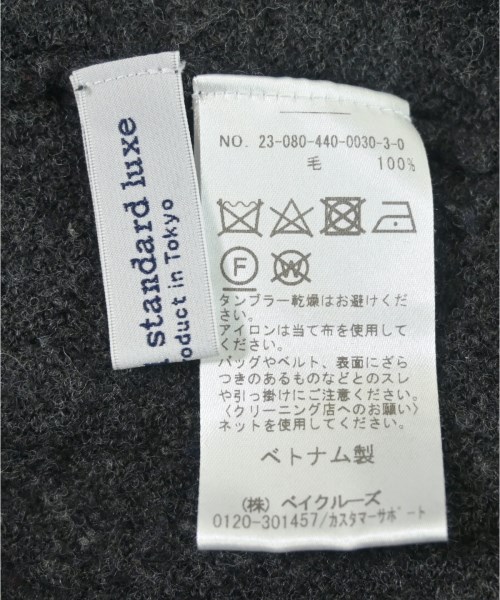 standard luxe
roduct in Tokyo
NO. 23-080-440-0030-3-0
毛 100%
F
W
タンブラー乾燥はお避けくだ
さい。
アイロンは当て布を使用して
ください。
バッグやベルト、表面にざら
つきのあるものなどとのスレ
や引っ掛けにご注意ください。
〈クリーニング店へのお願い〉
ネットを使用します。
ベトナム製
(株) ベイクルーズ
0120-301457/カスタマーサポート